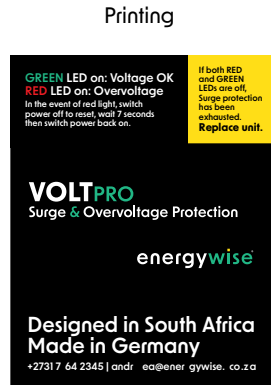 Printing
GREEN LED on: Voltage OK
RED LED on: Overvoltage
In the event of red light, switch
power off to reset, wait 7 seconds
then switch power back on.
If both RED
and GREEN
LEDs are off,
Surge protection
has been
exhausted.
Replace unit.
VOLTPRO
Surge & Overvoltage Protection
energywise
Designed in South Africa
Made in Germany
+2731 7 64 2345 | andr ea@ener gywise. co.za